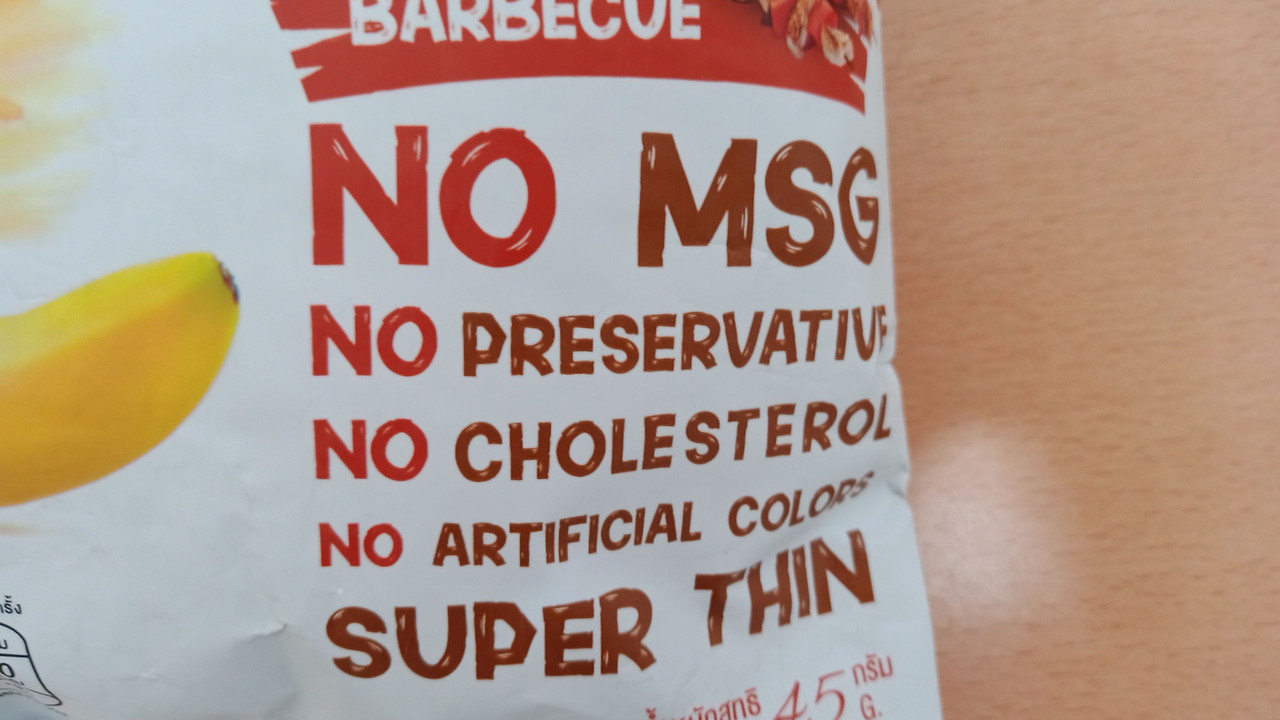 BARBECUE
NO MSG
NO PRESERVATIVE
NO CHOLESTEROL
NO ARTIFICIAL COLORS
SUPER THIN
45 กรัม
G.